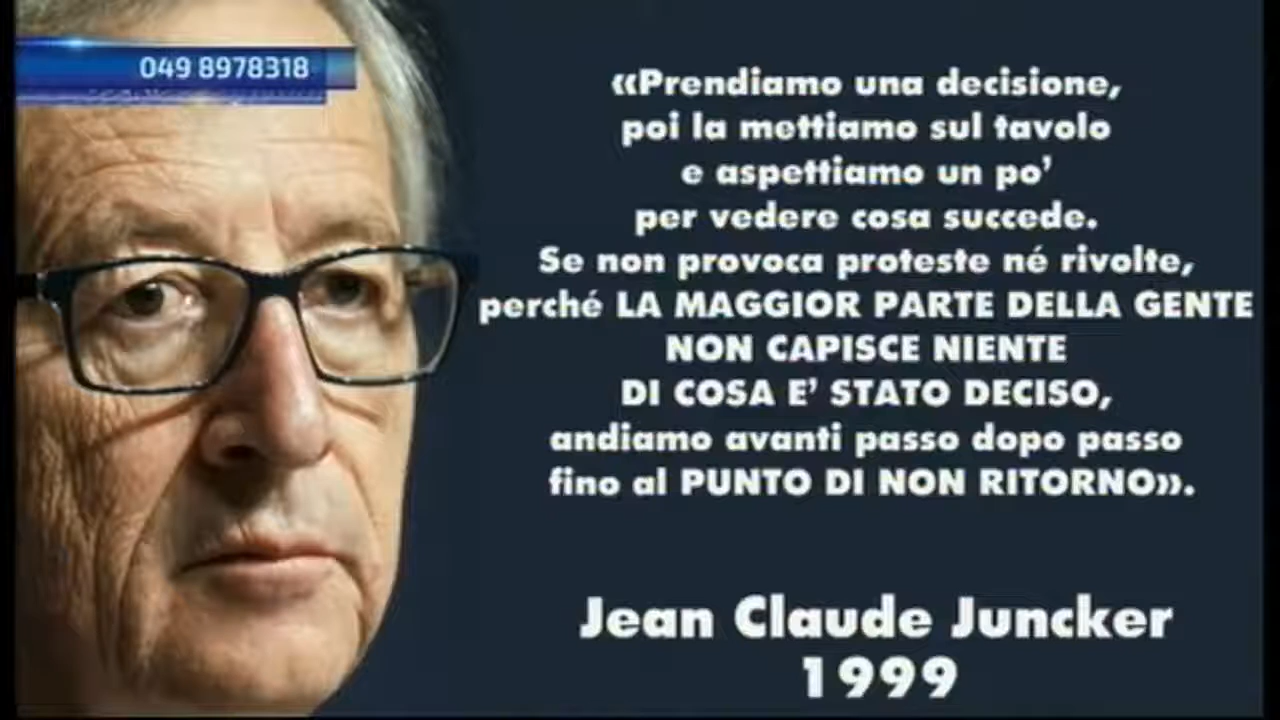 049 8978318
«Prendiamo una decisione,
poi la mettiamo sul tavolo
e aspettiamo un po'
per vedere cosa succede.
Se non provoca proteste né rivolte,
perché LA MAGGIOR PARTE DELLA GENTE
NON CAPISCE NIENTE
DI COSA E' STATO DECISO,
andiamo avanti passo dopo passo
fino al PUNTO DI NON RITORNO».
Jean Claude Juncker
1999